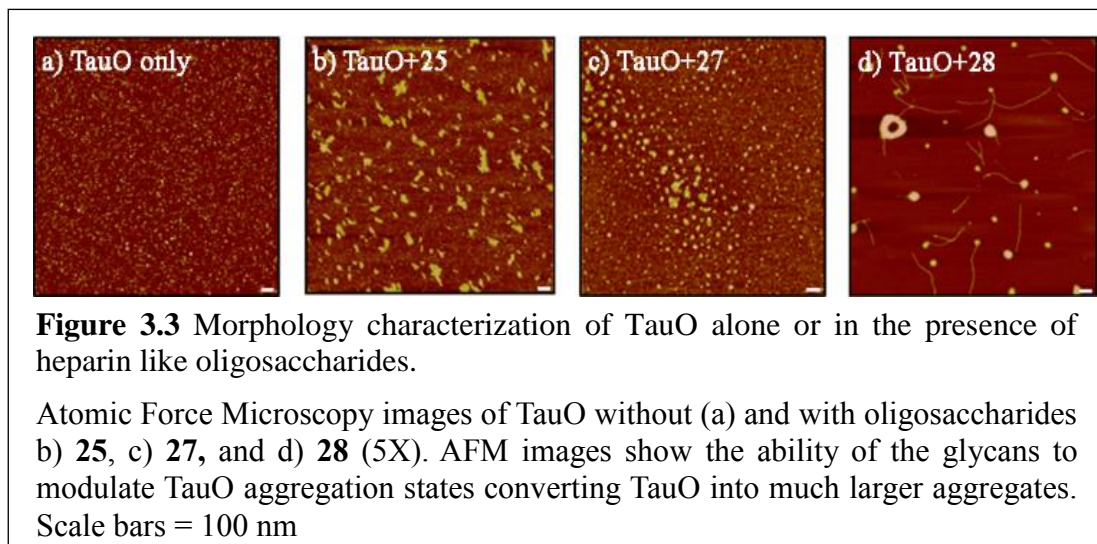 a) TauO only b) TauO+25 c) TauO+27 d) TauO+28
Figure 3.3 Morphology characterization of TauO alone or in the presence of
heparin like oligosaccharides.
Atomic Force Microscopy images of TauO without (a) and with oligosaccharides
b) 25, c) 27, and d) 28 (5X). AFM images show the ability of the glycans to
modulate TauO aggregation states converting TauO into much larger aggregates.
Scale bars = 100 nm